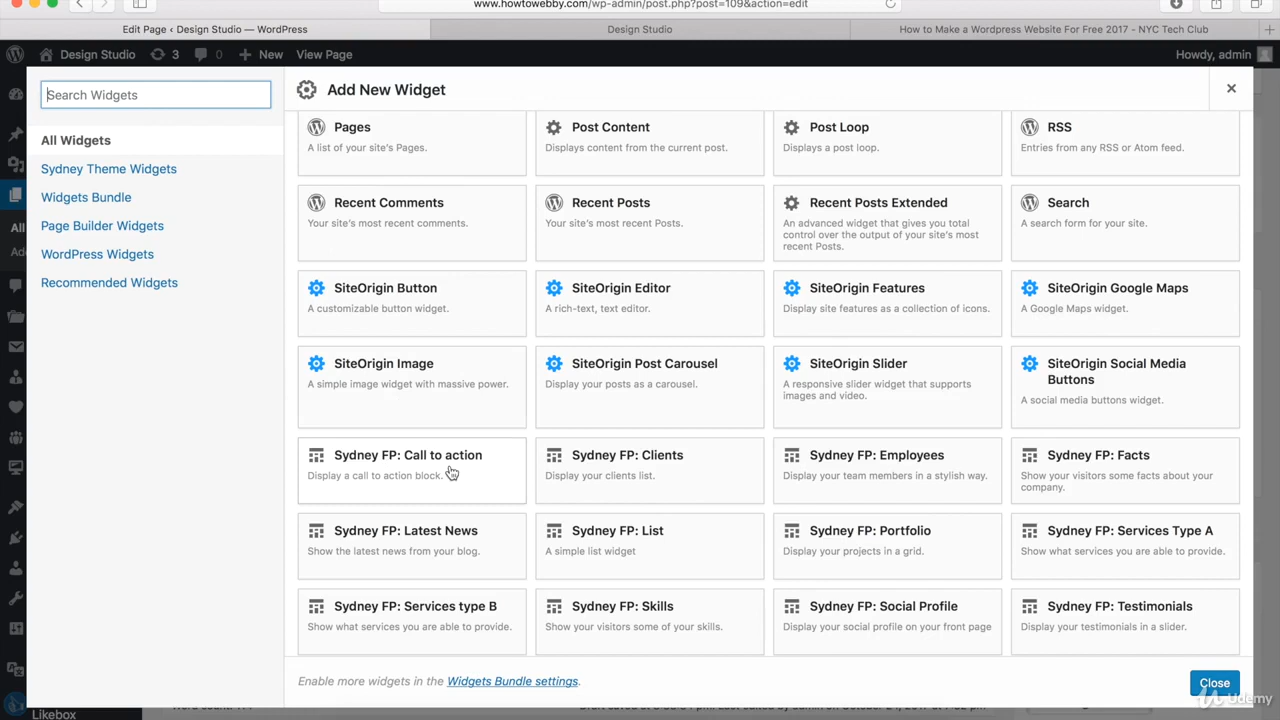 www.howtowebby.com/wp-admin/post.php?post=109&action=edit
Edit Page ‹ Design Studio — WordPress
Design Studio
How to Make a Wordpress Website For Free 2017 - NYC Tech Club
Design Studio 3 0 New View Page
Howdy, admin
Search Widgets
All Widgets
Sydney Theme Widgets
Widgets Bundle
Page Builder Widgets
WordPress Widgets
Recommended Widgets
Add New Widget
Pages
A list of your site's Pages.
Post Content
Displays content from the current post.
Post Loop
Displays a post loop.
RSS
Entries from any RSS or Atom feed.
Recent Comments
Your site's most recent comments.
Recent Posts
Your site's most recent Posts.
Recent Posts Extended
An advanced widget that gives you total
control over the output of your site's most
recent Posts.
Search
A search form for your site.
SiteOrigin Button
A customizable button widget.
SiteOrigin Editor
A rich-text, text editor.
SiteOrigin Features
Display site features as a collection of icons.
SiteOrigin Google Maps
A Google Maps widget.
SiteOrigin Image
A simple image widget with massive power.
SiteOrigin Post Carousel
Display your posts as a carousel.
SiteOrigin Slider
A responsive slider widget that supports
images and video.
SiteOrigin Social Media
Buttons
A social media buttons widget.
Sydney FP: Call to action
Display a call to action block.
Sydney FP: Clients
Display your clients list.
Sydney FP: Employees
Display your team members in a stylish way.
Sydney FP: Facts
Show your visitors some facts about your
company.
Sydney FP: Latest News
Show the latest news from your blog.
Sydney FP: List
A simple list widget
Sydney FP: Portfolio
Display your projects in a grid.
Sydney FP: Services Type A
Show what services you are able to provide.
Sydney FP: Services type B
Show what services you are able to provide.
Sydney FP: Skills
Show your visitors some of your skills.
Sydney FP: Social Profile
Display your social profile on your front page
Sydney FP: Testimonials
Display your testimonials in a slider.
Enable more widgets in the Widgets Bundle settings.
Close
Udemy
Likebox